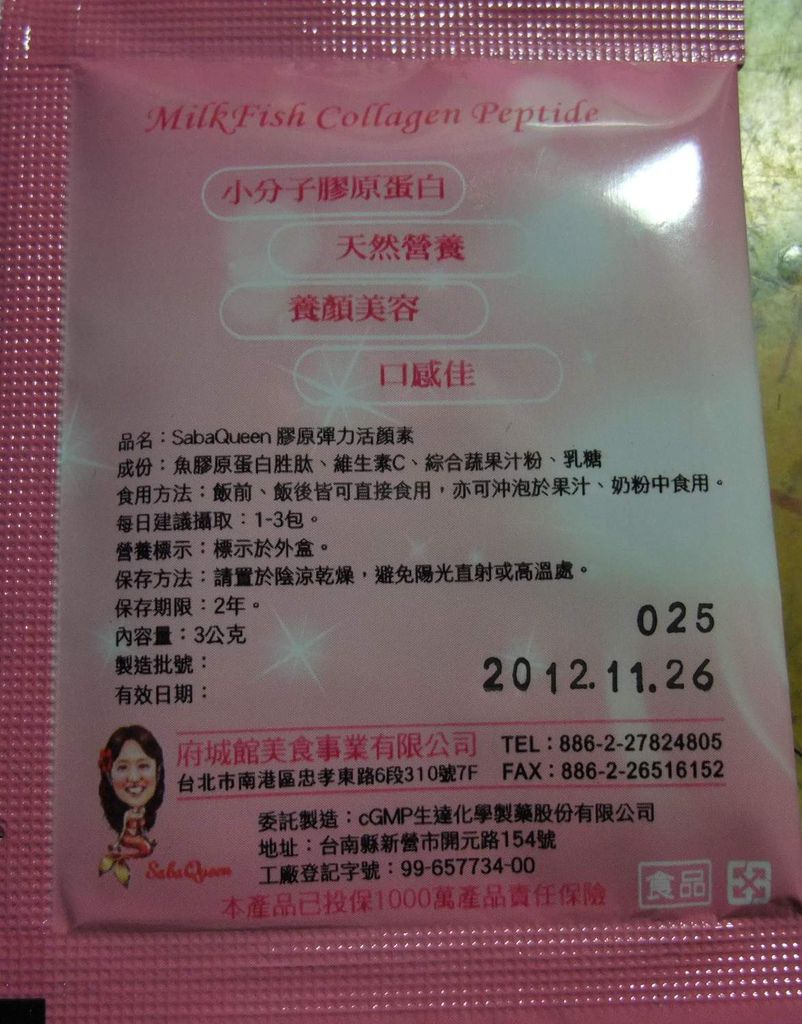 MilkFish Collagen Peptide
小分子膠原蛋白
天然營養
養顏美容
口感佳
品名：SabaQueen 膠原彈力活顏素
成份：魚膠原蛋白胜肽、維生素C、綜合蔬果汁粉、乳糖
食用方法：飯前、飯後皆可直接食用，亦可沖泡於果汁、奶粉中食用。
每日建議攝取：1-3包。
營養標示：標示於外盒。
保存方法：請置於陰涼乾燥，避免陽光直射或高溫處。
保存期限：2年。
內容量：3公克
025
製造批號：
2012.11.26
有效日期：
府城館美食事業有限公司 TEL：886-2-27824805
台北市南港區忠孝東路6段310號7F FAX：886-2-26516152
委託製造：cGMP生達化學製藥股份有限公司
地址：台南縣新營市開元路154號
SabaQueen
工廠登記字號：99-657734-00
食品
本產品已投保1000萬產品責任保險